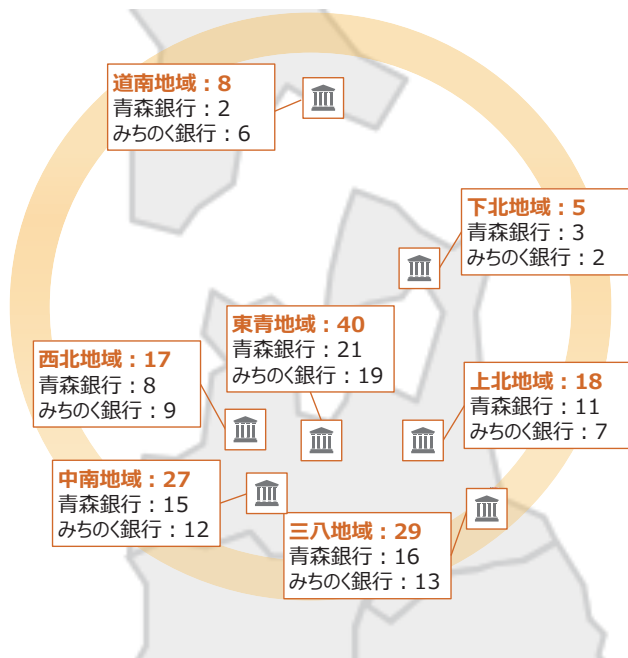 道南地域：8
青森銀行：2
みちのく銀行：6
下北地域：5
青森銀行：3
みちのく銀行：2
東青地域：40
青森銀行：21
みちのく銀行：19
西北地域：17
青森銀行：8
みちのく銀行：9
上北地域：18
青森銀行：11
みちのく銀行：7
中南地域：27
青森銀行：15
みちのく銀行：12
三八地域：29
青森銀行：16
みちのく銀行：13